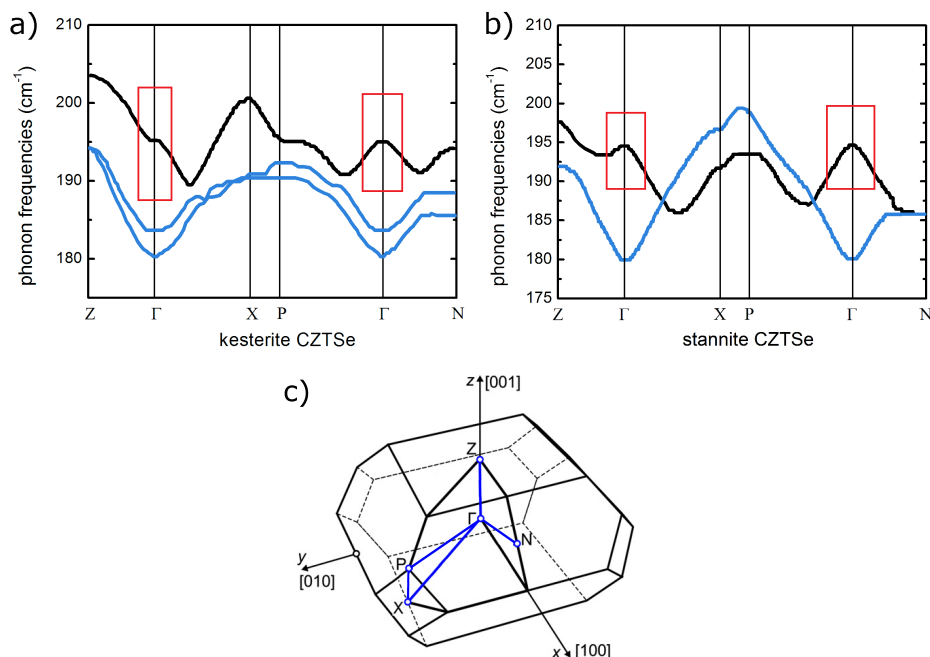 a)
phonon frequencies (cm⁻¹)
210
200
190
180
Z Γ X P Γ N
kesterite CZTSe
b)
phonon frequencies (cm⁻¹)
210
205
200
195
190
185
180
175
Z Γ X P Γ N
stannite CZTSe
c)
z [001]
Z
Γ
N
P
y
[010]
X
x [100]